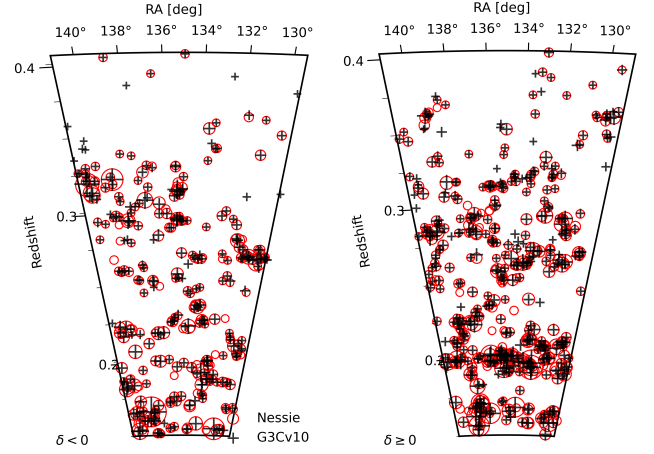 RA [deg]
140° 138° 136° 134° 132° 130°
0.4
0.3
0.2
Redshift
Nessie
G3Cv10
δ < 0
RA [deg]
140° 138° 136° 134° 132° 130°
0.4
0.3
0.2
Redshift
δ ≥ 0